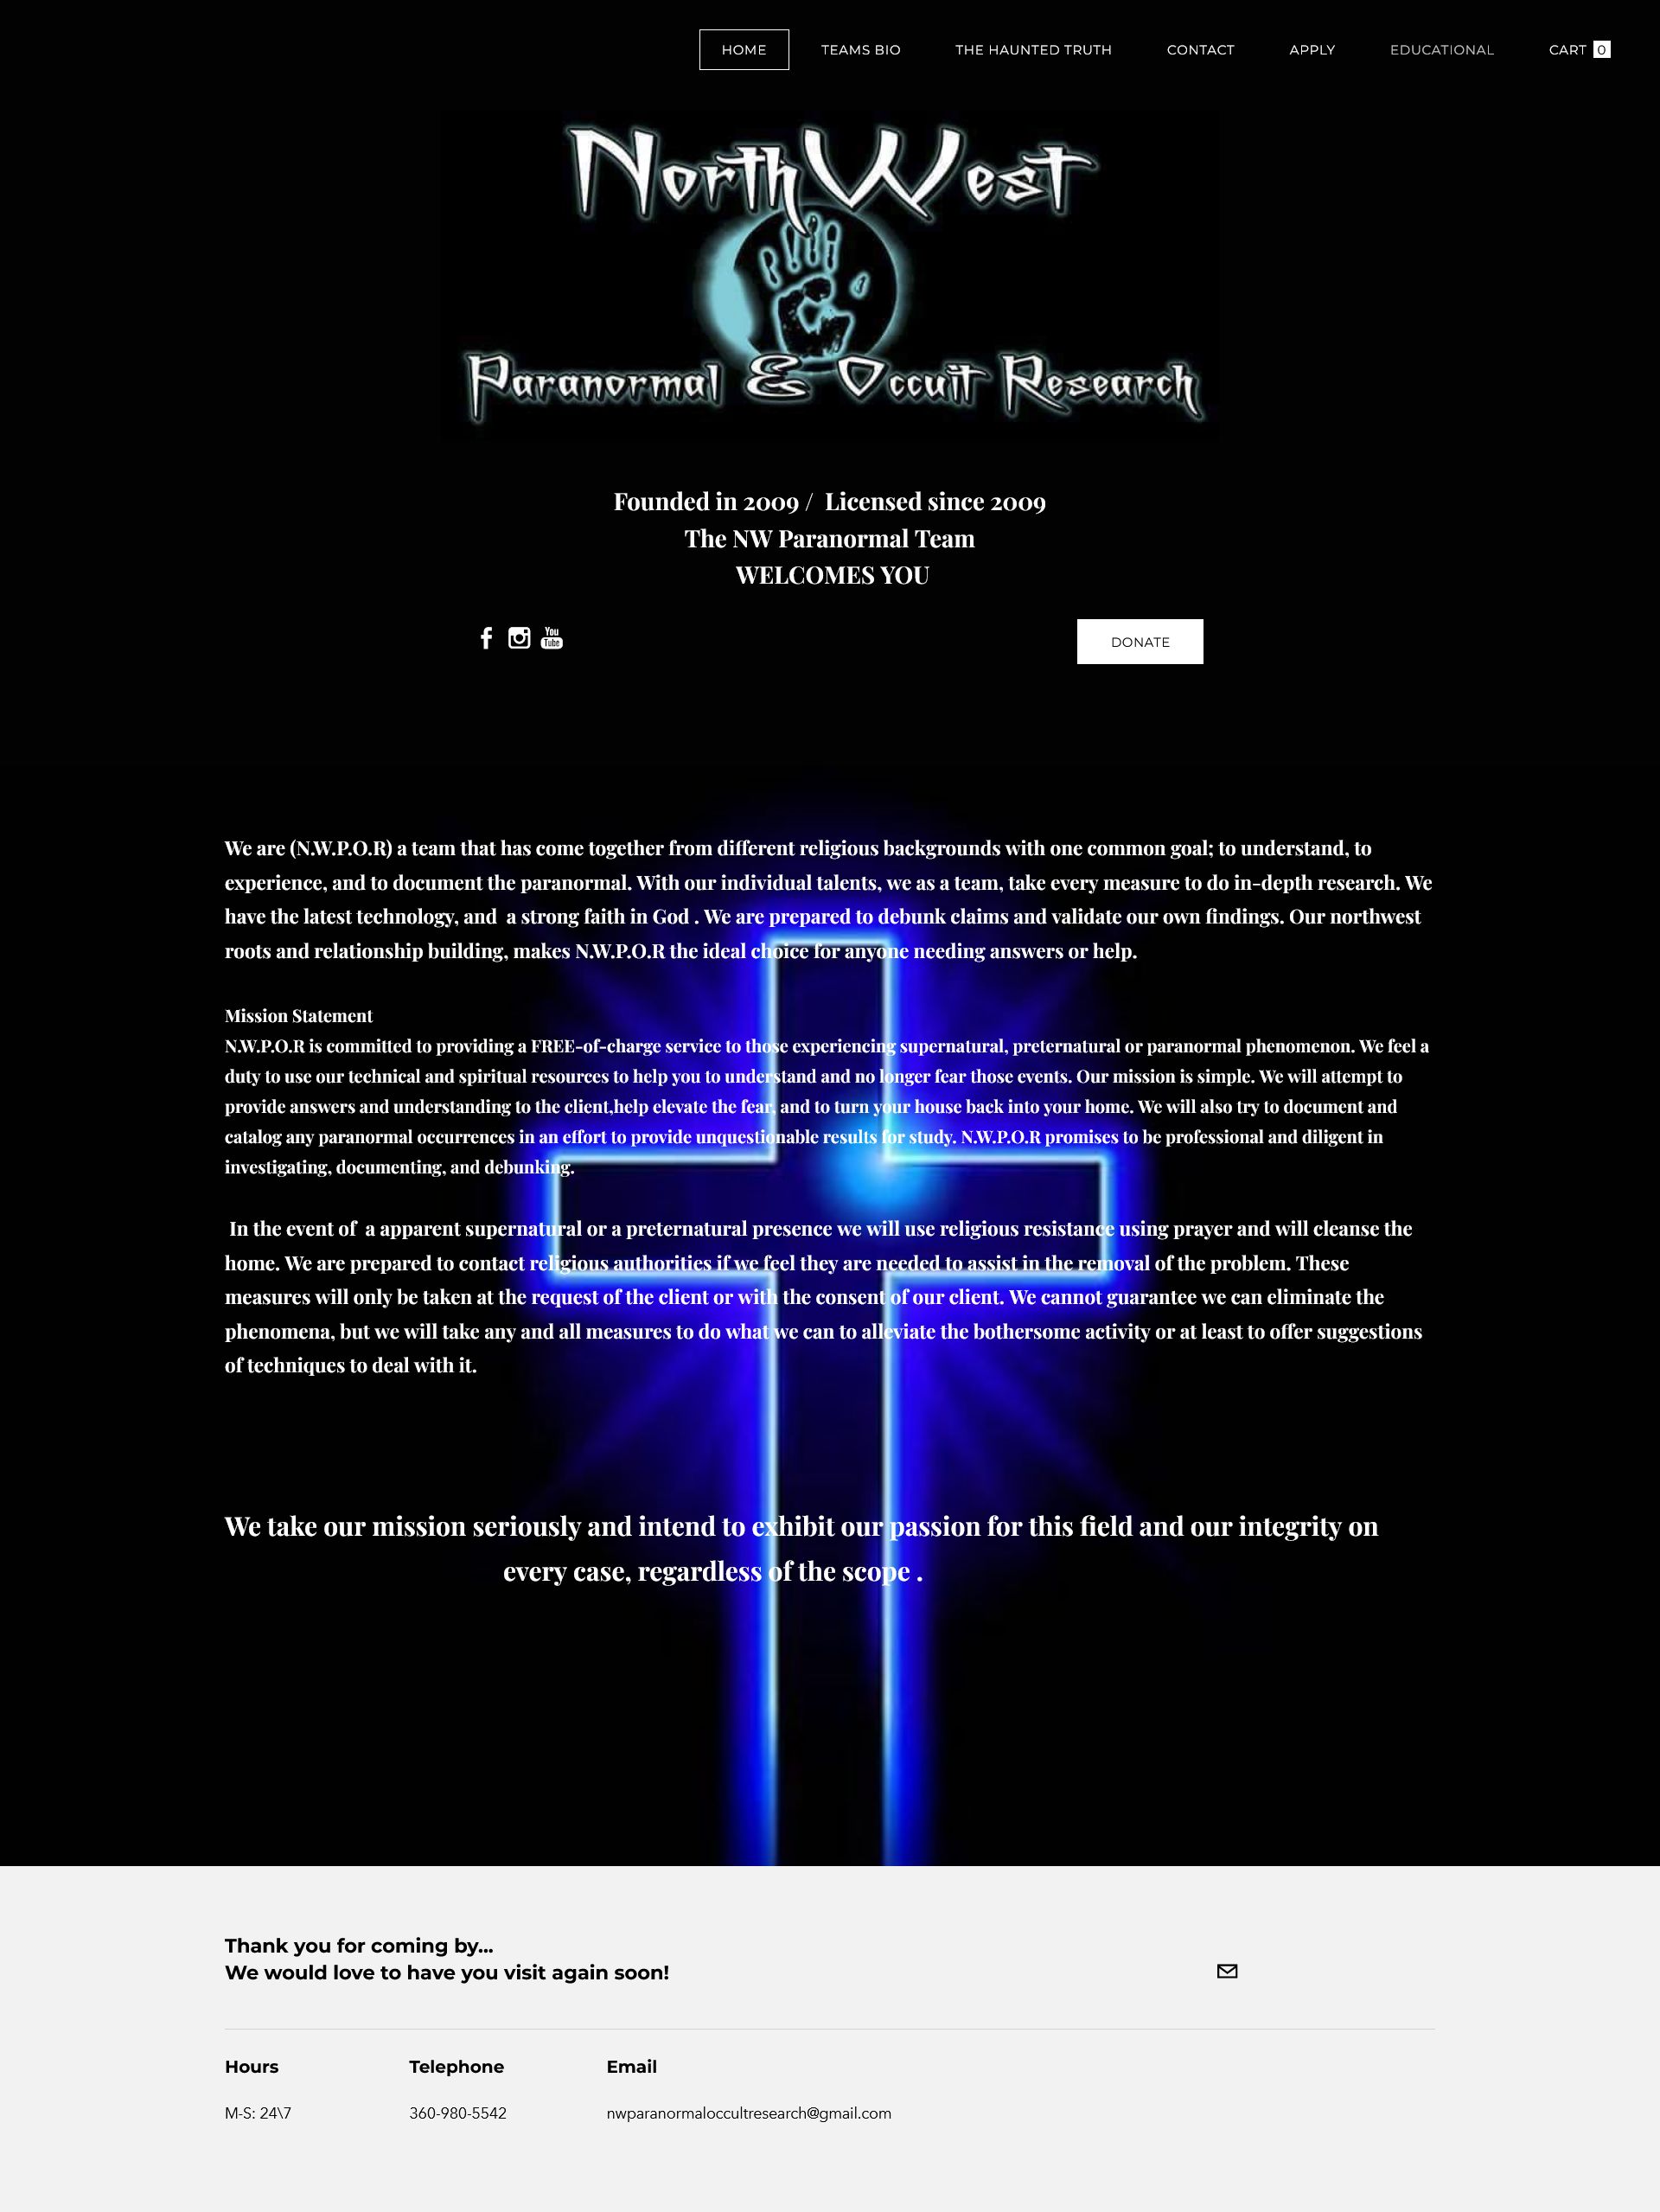 HOME
TEAMS BIO
THE HAUNTED TRUTH
CONTACT
APPLY
EDUCATIONAL
CART 0
NorthWest
Paranormal & Occult Research
Founded in 2009 / Licensed since 2009
The NW Paranormal Team
WELCOMES YOU
You
Tube
DONATE
We are (N.W.P.O.R) a team that has come together from different religious backgrounds with one common goal; to understand, to
experience, and to document the paranormal. With our individual talents, we as a team, take every measure to do in-depth research. We
have the latest technology, and a strong faith in God . We are prepared to debunk claims and validate our own findings. Our northwest
roots and relationship building, makes N.W.P.O.R the ideal choice for anyone needing answers or help.
Mission Statement
N.W.P.O.R is committed to providing a FREE-of-charge service to those experiencing supernatural, preternatural or paranormal phenomenon. We feel a
duty to use our technical and spiritual resources to help you to understand and no longer fear those events. Our mission is simple. We will attempt to
provide answers and understanding to the client,help elevate the fear, and to turn your house back into your home. We will also try to document and
catalog any paranormal occurrences in an effort to provide unquestionable results for study. N.W.P.O.R promises to be professional and diligent in
investigating, documenting, and debunking.
In the event of a apparent supernatural or a preternatural presence we will use religious resistance using prayer and will cleanse the
home. We are prepared to contact religious authorities if we feel they are needed to assist in the removal of the problem. These
measures will only be taken at the request of the client or with the consent of our client. We cannot guarantee we can eliminate the
phenomena, but we will take any and all measures to do what we can to alleviate the bothersome activity or at least to offer suggestions
of techniques to deal with it.
We take our mission seriously and intend to exhibit our passion for this field and our integrity on
every case, regardless of the scope .
Thank you for coming by...
We would love to have you visit again soon!
Hours
Telephone
Email
M-S: 24\7
360-980-5542
nwparanormaloccultresearch@gmail.com